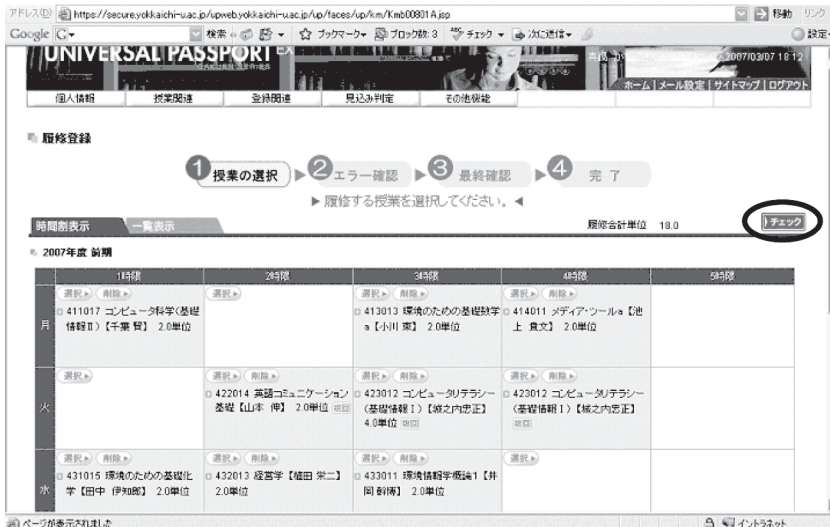 アドレス(D) https://secure.yokkaichi-u.ac.jp/upweb.yokkaichi-u.ac.jp/up/faces/up/km/Kmb00801A.jsp 移動 リンク
Google 検索 ブックマーク ブロック数: 3 チェック 次に送信 設定
UNIVERSAL PASSPORT EX
2007/03/07 18:12
ホーム | メール設定 | サイトマップ | ログアウト
個人情報 授業関連 登録関連 見込み判定 その他機能
履修登録
1 授業の選択 ▶ 2 エラー確認 ▶ 3 最終確認 ▶ 4 完了
▶ 履修する授業を選択してください。 ◀
時間割表示 一覧表示 履修合計単位 18.0 チェック
2007年度 前期
1時限 2時限 3時限 4時限 5時限
月
選択 削除
411017 コンピュータ科学(基礎
情報Ⅱ)【千葉 賢】 2.0単位
選択
選択 削除
413013 環境のための基礎数学
a【小川 東】 2.0単位
選択 削除
414011 メディア・ツールa【池
上 貴文】 2.0単位
火
選択
選択 削除
422014 英語コミュニケーション
基礎【山本 伸】 2.0単位
選択 削除
423012 コンピュータリテラシー
(基礎情報Ⅰ)【城之内忠正】
4.0単位
選択 削除
423012 コンピュータリテラシー
(基礎情報Ⅰ)【城之内忠正】
水
選択 削除
431015 環境のための基礎化
学【田中 伊知郎】 2.0単位
選択 削除
432013 経営学【植田 栄二】
2.0単位
選択 削除
433011 環境情報学概論1【井
岡 幹博】 2.0単位
選択
ページが表示されました イントラネット